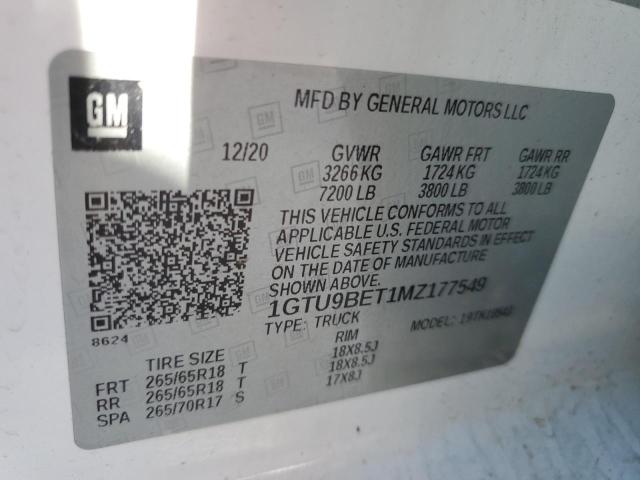 GM
MFD BY GENERAL MOTORS LLC
12/20 GVWR GAWR FRT GAWR RR
3266 KG 1724 KG 1724 KG
7200 LB 3800 LB 3800 LB
THIS VEHICLE CONFORMS TO ALL
APPLICABLE U.S. FEDERAL MOTOR
VEHICLE SAFETY STANDARDS IN EFFECT
ON THE DATE OF MANUFACTURE
SHOWN ABOVE.
1GTU9BET1MZ177549
8624
TYPE: TRUCK MODEL:
TIRE SIZE RIM
FRT 265/65R18 T 18X8.5J
RR 265/65R18 T 18X8.5J
SPA 265/70R17 S 17X8J